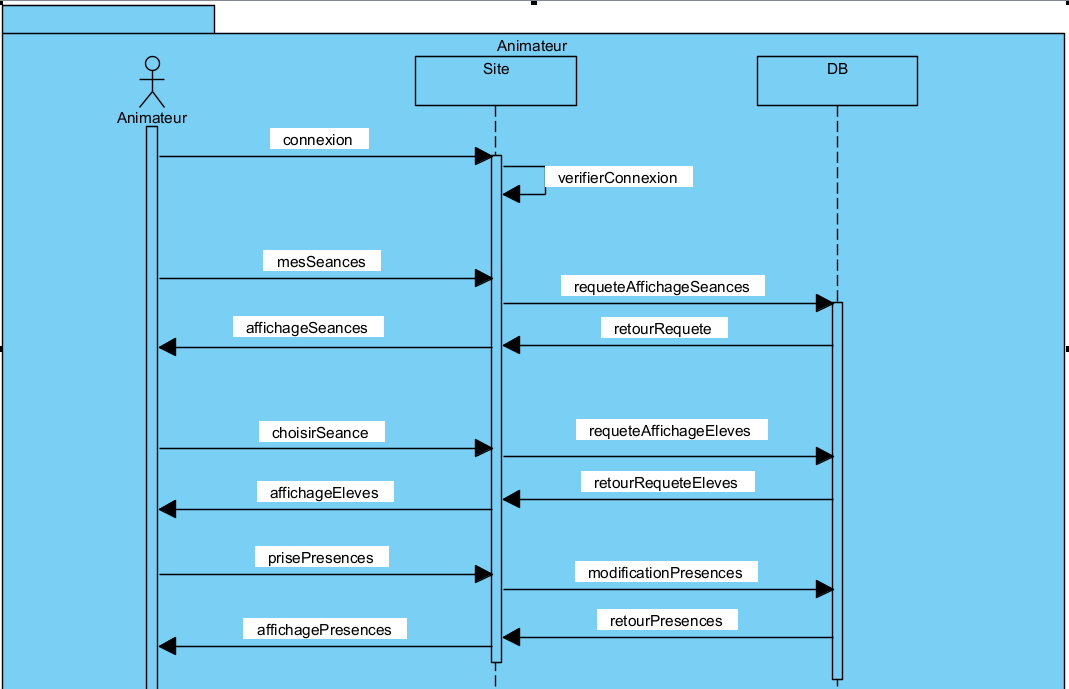 Animateur
Site
DB
Animateur
connexion
verifierConnexion
mesSeances
requeteAffichageSeances
affichageSeances
retourRequete
choisirSeance
requeteAffichageEleves
affichageEleves
retourRequeteEleves
prisePresences
modificationPresences
affichagePresences
retourPresences